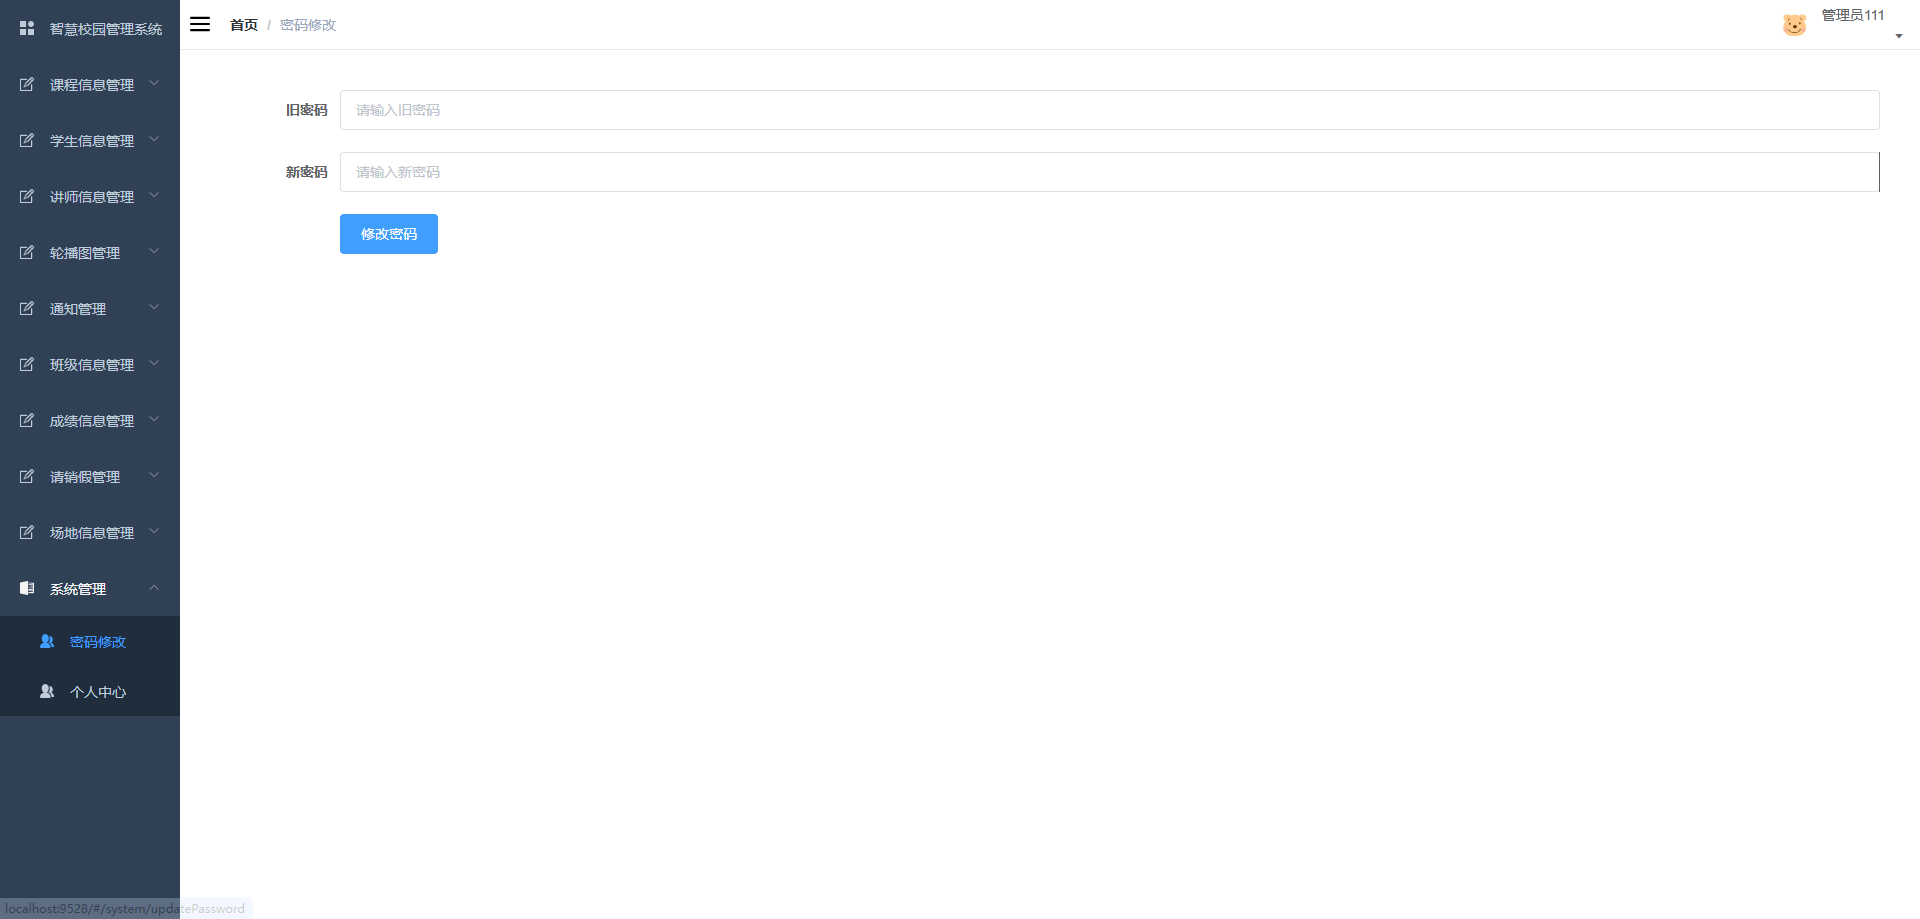 智慧校园管理系统
首页 / 密码修改
管理员111
课程信息管理
学生信息管理
讲师信息管理
轮播图管理
通知管理
班级信息管理
成绩信息管理
请销假管理
场地信息管理
系统管理
密码修改
个人中心
旧密码 请输入旧密码
新密码 请输入新密码
修改密码
localhost:9528/#/system/updatePassword